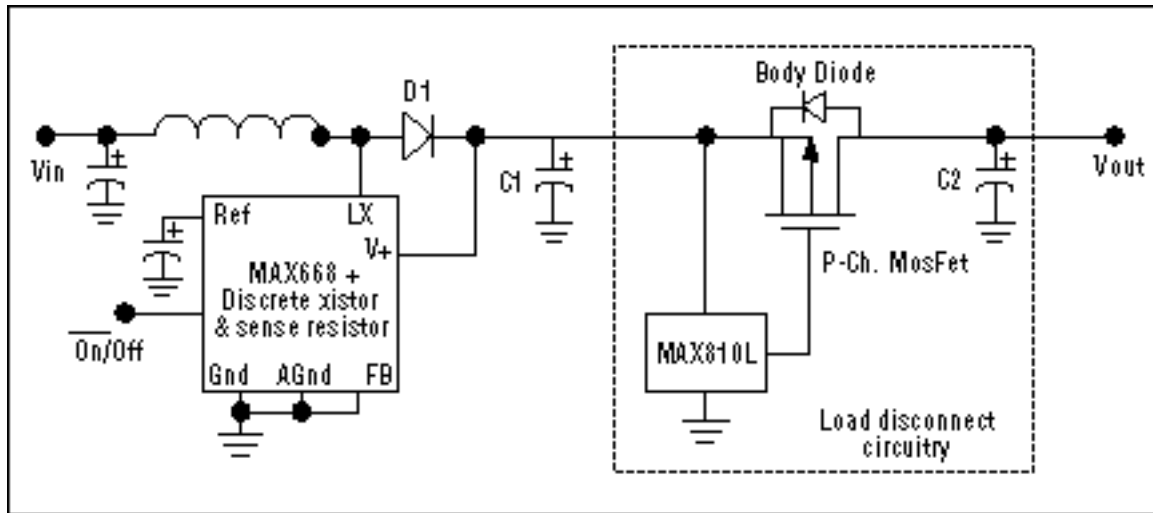 Body Diode
D1
Vin
C1
C2
Vout
Ref
LX
V+
P-Ch. MosFet
MAX668 +
Discrete xistor
& sense resistor
On/Off
MAX810L
Gnd
AGnd
FB
Load disconnect
circuitry
+
+
+
+